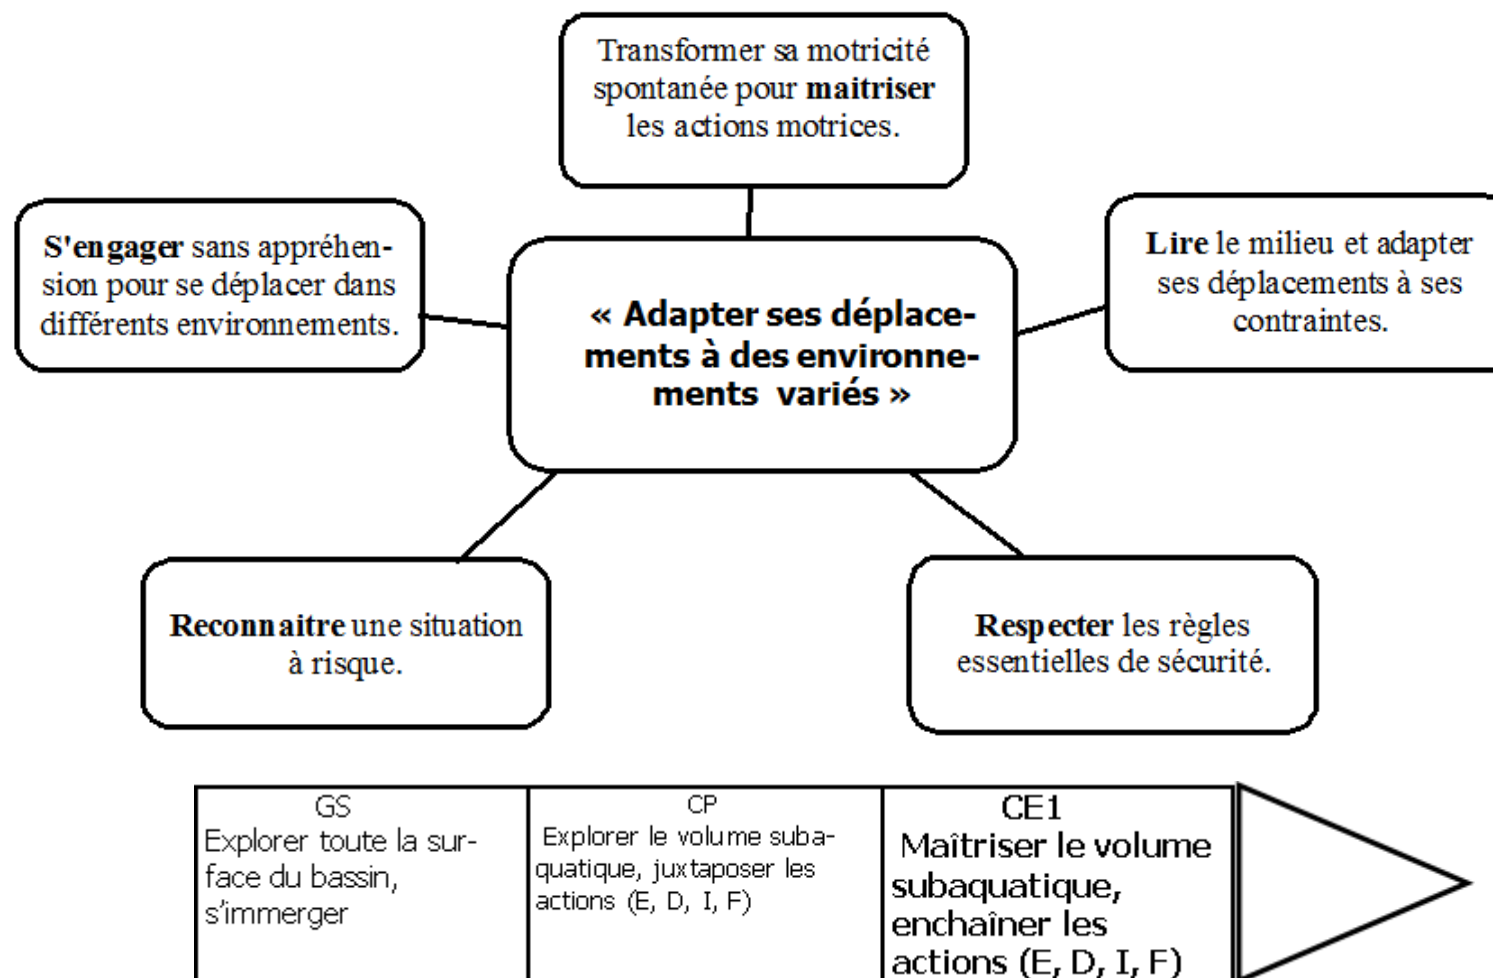 Transformer sa motricité
spontanée pour maitriser
les actions motrices.
S'engager sans appréhen-
sion pour se déplacer dans
différents environnements.
« Adapter ses déplace-
ments à des environne-
ments variés »
Lire le milieu et adapter
ses déplacements à ses
contraintes.
Reconnaitre une situation
à risque.
Respecter les règles
essentielles de sécurité.
GS
Explorer toute la sur-
face du bassin,
s'immerger
CP
Explorer le volume suba-
quatique, juxtaposer les
actions (E, D, I, F)
CE1
Maîtriser le volume
subaquatique,
enchaîner les
actions (E, D, I, F)